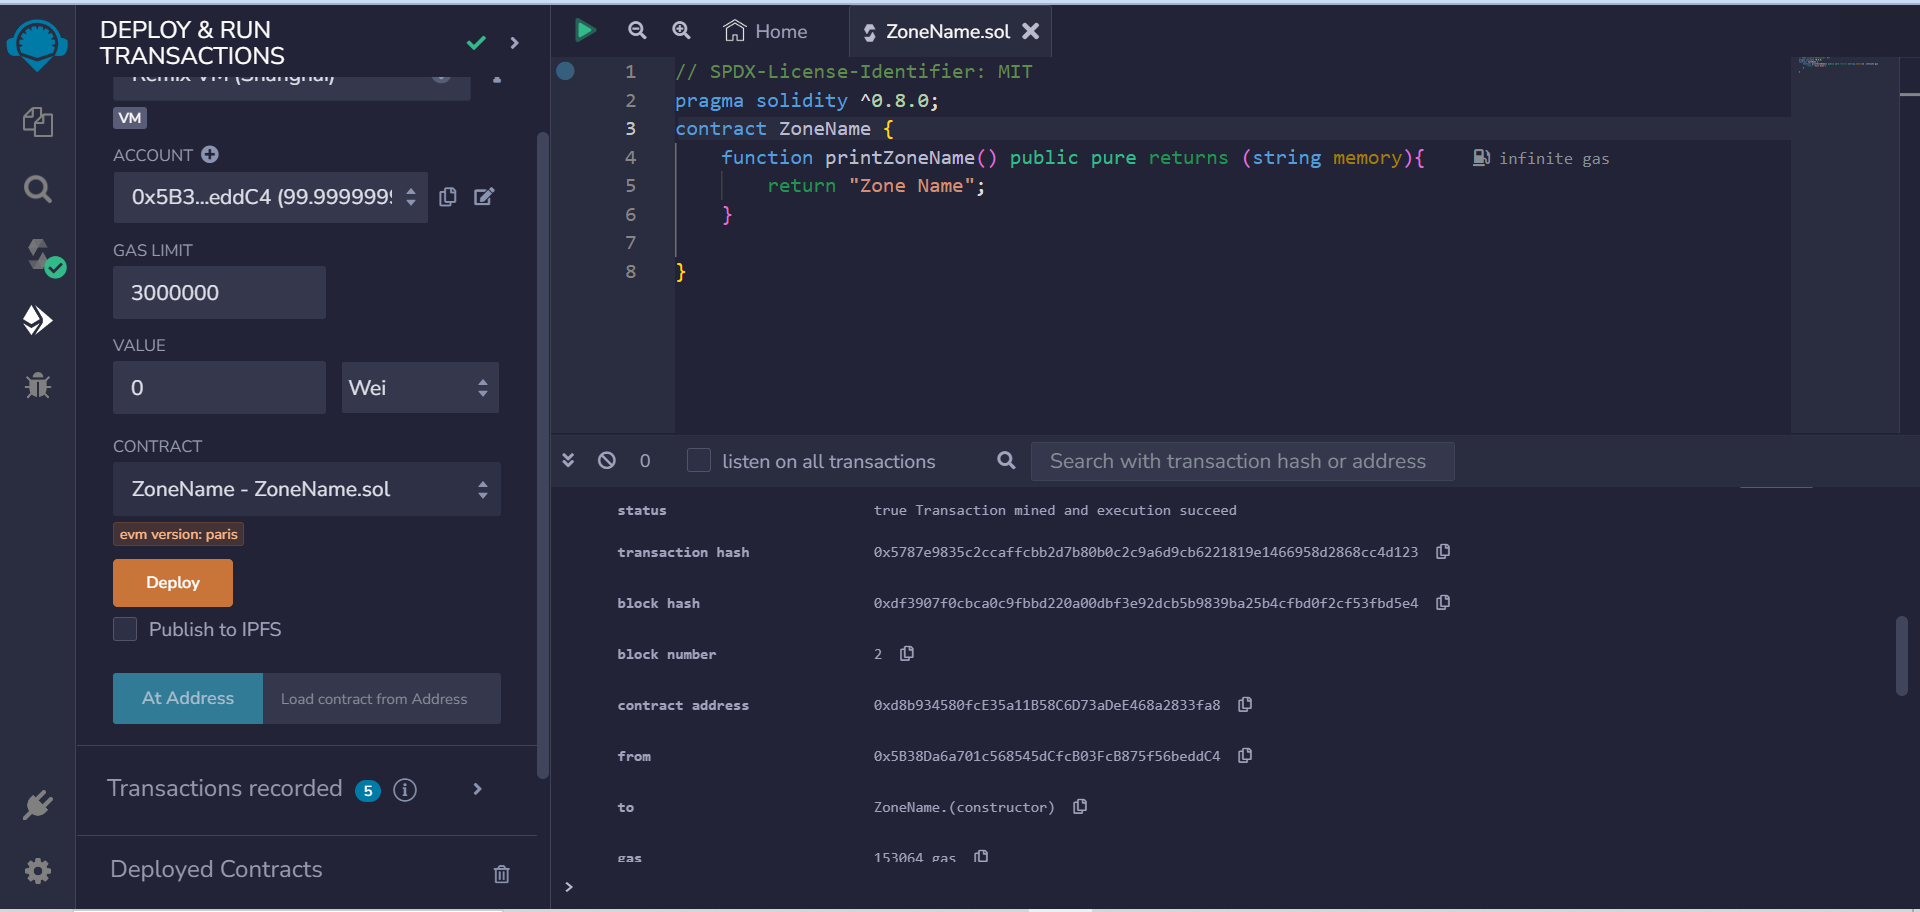 DEPLOY & RUN
TRANSACTIONS
Remix VM (Shanghai)
VM
ACCOUNT
0x5B3...eddC4 (99.9999999
GAS LIMIT
3000000
VALUE
0
Wei
CONTRACT
ZoneName - ZoneName.sol
evm version: paris
Deploy
Publish to IPFS
At Address
Load contract from Address
Transactions recorded 5 i
Deployed Contracts
Home
ZoneName.sol
1 // SPDX-License-Identifier: MIT
2 pragma solidity ^0.8.0;
3 contract ZoneName {
4 function printZoneName() public pure returns (string memory){ infinite gas
5 return "Zone Name";
6 }
7
8 }
0
listen on all transactions
Search with transaction hash or address
status true Transaction mined and execution succeed
transaction hash 0x5787e9835c2ccaffcbb2d7b80b0c2c9a6d9cb6221819e1466958d2868cc4d123
block hash 0xdf3907f0cbca0c9fbbd220a00dbf3e92dcb5b9839ba25b4cfbd0f2cf53fbd5e4
block number 2
contract address 0xd8b934580fcE35a11B58C6D73aDeE468a2833fa8
from 0x5B38Da6a701c568545dCfcB03FcB875f56beddC4
to ZoneName.(constructor)
gas 153064 gas
>